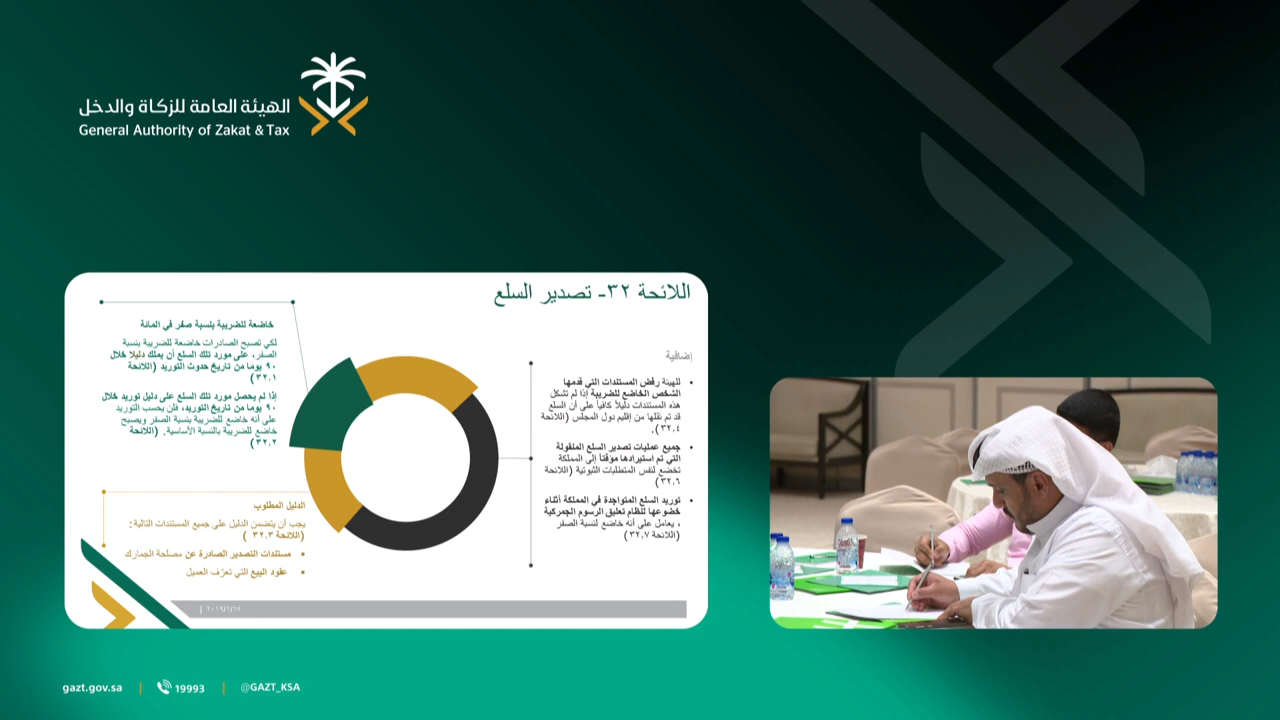 الهيئة العامة للزكاة والدخل
General Authority of Zakat & Tax
اللائحة ٣٢- تصدير السلع
إضافية
• للهيئة رفض المستندات التي قدمها
الشخص الخاضع للضريبة إذا لم تشكل
هذه المستندات دليلاً كافياً على أن السلع
قد تم نقلها من إقليم دول المجلس (اللائحة
٣٢.٤).
• جميع عمليات تصدير السلع المنقولة
التي تم استيرادها مؤقتاً إلى المملكة
تخضع لنفس المتطلبات الثبوتية (اللائحة
٣٢.٦)
• توريد السلع المتواجدة في المملكة أثناء
خضوعها لنظام تعليق الرسوم الجمركية
، يعامل على أنه خاضع لنسبة الصفر
(اللائحة ٣٢.٧)
خاضعة للضريبة بنسبة صفر في المائة
لكي تصبح الصادرات خاضعة للضريبة بنسبة
الصفر، على مورد تلك السلع أن يملك دليلا خلال
٩٠ يوما من تاريخ حدوث التوريد (اللائحة
٣٢.١)
إذا لم يحصل مورد تلك السلع على دليل توريد خلال
٩٠ يوما من تاريخ التوريد، فلن يحسب التوريد
على أنه خاضع للضريبة بنسبة الصفر ويصبح
خاضع للضريبة بالنسبة الأساسية. (اللائحة
٣٢.٢)
الدليل المطلوب
يجب أن يتضمن الدليل على جميع المستندات التالية:
(اللائحة ٣٢.٣)
• مستندات التصدير الصادرة عن مصلحة الجمارك
• عقود البيع التي تعرّف العميل
٢٠١٩/٦/١٥ |
gazt.gov.sa | 19993 | @GAZT_KSA